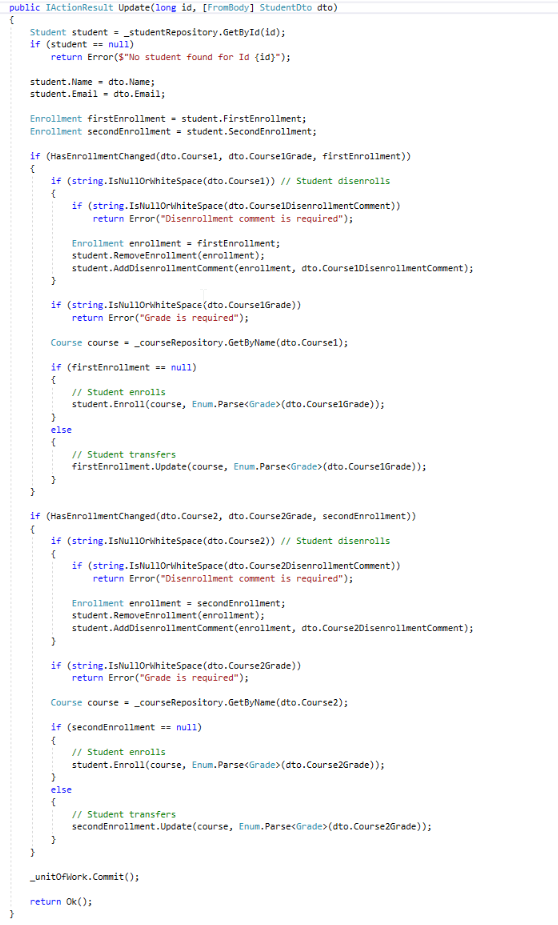 public IActionResult Update(long id, [FromBody] StudentDto dto)
{
Student student = _studentRepository.GetById(id);
if (student == null)
return Error($"No student found for Id {id}");
student.Name = dto.Name;
student.Email = dto.Email;
Enrollment firstEnrollment = student.FirstEnrollment;
Enrollment secondEnrollment = student.SecondEnrollment;
if (HasEnrollmentChanged(dto.Course1, dto.Course1Grade, firstEnrollment))
{
if (string.IsNullOrWhiteSpace(dto.Course1)) // Student disenrolls
{
if (string.IsNullOrWhiteSpace(dto.Course1DisenrollmentComment))
return Error("Disenrollment comment is required");
Enrollment enrollment = firstEnrollment;
student.RemoveEnrollment(enrollment);
student.AddDisenrollmentComment(enrollment, dto.Course1DisenrollmentComment);
}
if (string.IsNullOrWhiteSpace(dto.Course1Grade))
return Error("Grade is required");
Course course = _courseRepository.GetByName(dto.Course1);
if (firstEnrollment == null)
{
// Student enrolls
student.Enroll(course, Enum.Parse<Grade>(dto.Course1Grade));
}
else
{
// Student transfers
firstEnrollment.Update(course, Enum.Parse<Grade>(dto.Course1Grade));
}
}
if (HasEnrollmentChanged(dto.Course2, dto.Course2Grade, secondEnrollment))
{
if (string.IsNullOrWhiteSpace(dto.Course2)) // Student disenrolls
{
if (string.IsNullOrWhiteSpace(dto.Course2DisenrollmentComment))
return Error("Disenrollment comment is required");
Enrollment enrollment = secondEnrollment;
student.RemoveEnrollment(enrollment);
student.AddDisenrollmentComment(enrollment, dto.Course2DisenrollmentComment);
}
if (string.IsNullOrWhiteSpace(dto.Course2Grade))
return Error("Grade is required");
Course course = _courseRepository.GetByName(dto.Course2);
if (secondEnrollment == null)
{
// Student enrolls
student.Enroll(course, Enum.Parse<Grade>(dto.Course2Grade));
}
else
{
// Student transfers
secondEnrollment.Update(course, Enum.Parse<Grade>(dto.Course2Grade));
}
}
_unitOfWork.Commit();
return Ok();
}